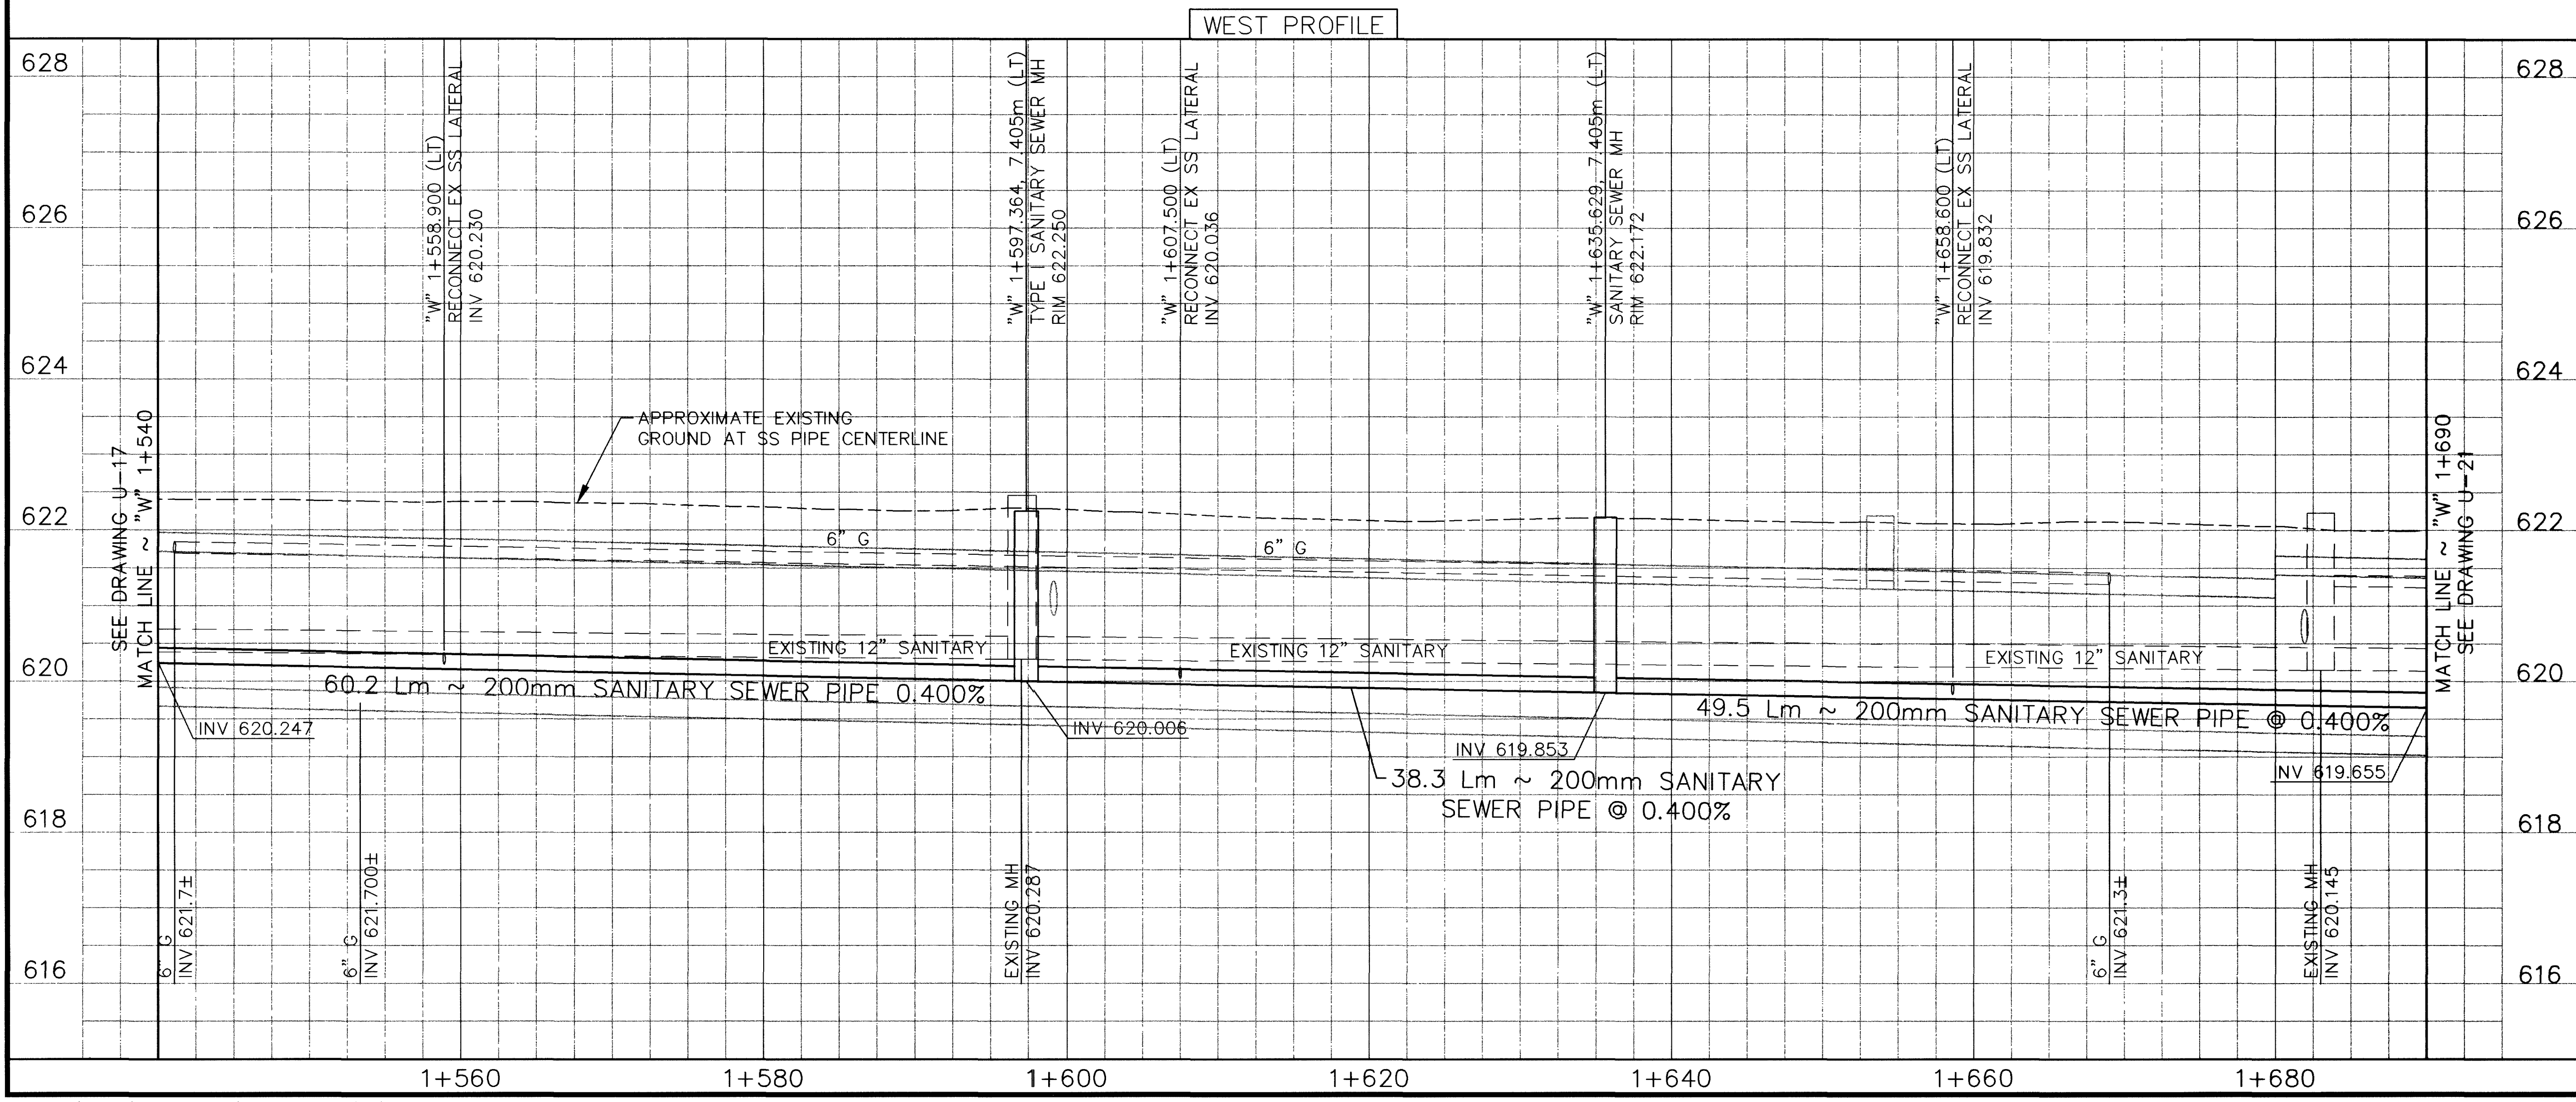 WEST PROFILE
628
628
626
626
624
624
622
622
620
620
618
618
616
616
SEE DRAWING U-17
MATCH LINE ~ "W" 1+540
"W" 1+558.900 (LT)
RECONNECT EX SS LATERAL
INV 620.230
"W" 1+597.364, 7.405m (LT)
TYPE I SANITARY SEWER MH
RIM 622.250
"W" 1+607.500 (LT)
RECONNECT EX SS LATERAL
INV 620.036
"W" 1+635.629, 7.405m (LT)
SANITARY SEWER MH
RIM 622.172
"W" 1+658.600 (LT)
RECONNECT EX SS LATERAL
INV 619.832
MATCH LINE ~ "W" 1+690
SEE DRAWING U-21
APPROXIMATE EXISTING
GROUND AT SS PIPE CENTERLINE
6" G
6" G
EXISTING 12" SANITARY
EXISTING 12" SANITARY
EXISTING 12" SANITARY
60.2 Lm ~ 200mm SANITARY SEWER PIPE 0.400%
49.5 Lm ~ 200mm SANITARY SEWER PIPE @ 0.400%
INV 620.247
INV 620.006
INV 619.853
INV 619.655
38.3 Lm ~ 200mm SANITARY
SEWER PIPE @ 0.400%
6" G
INV 621.7±
6" G
INV 621.700±
EXISTING MH
INV 620.287
6" G
INV 621.3±
EXISTING MH
INV 620.145
1+560
1+580
1+600
1+620
1+640
1+660
1+680